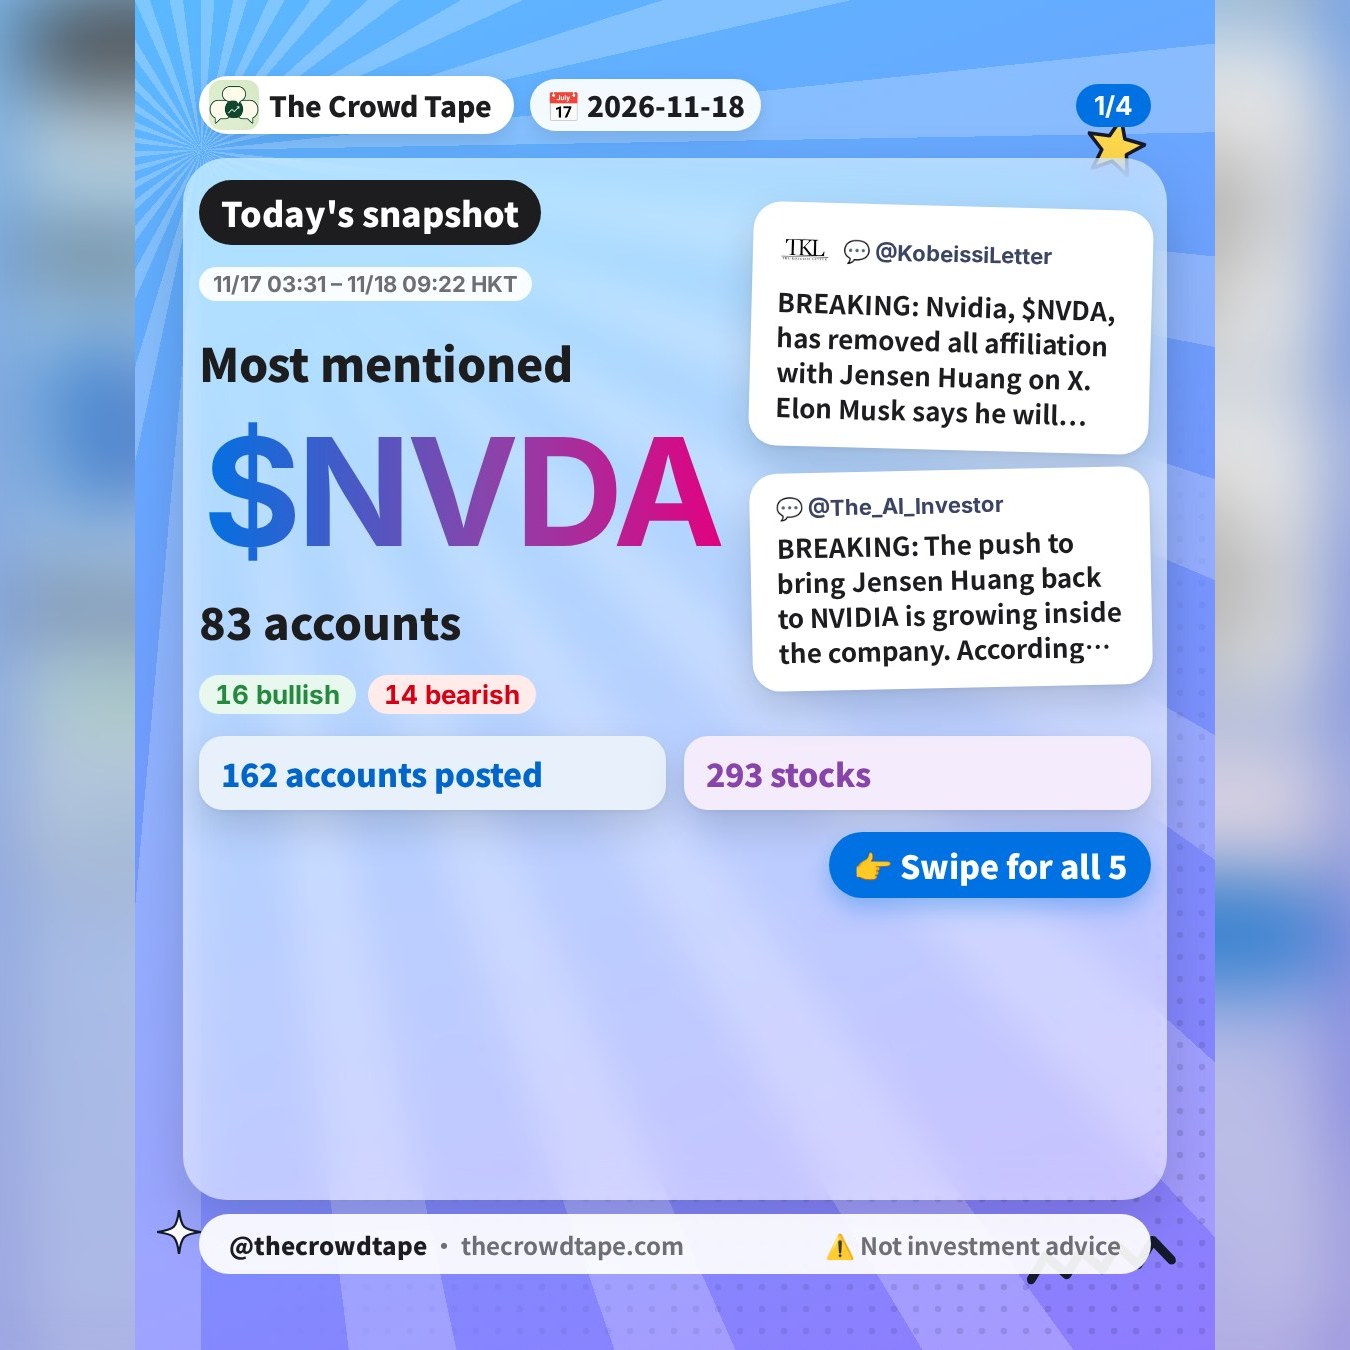 The Crowd Tape
2026-11-18
1/4
Today's snapshot
11/17 03:31 – 11/18 09:22 HKT
Most mentioned
$NVDA
83 accounts
16 bullish
14 bearish
TKL
@KobeissiLetter
BREAKING: Nvidia, $NVDA,
has removed all affiliation
with Jensen Huang on X.
Elon Musk says he will…
@The_AI_Investor
BREAKING: The push to
bring Jensen Huang back
to NVIDIA is growing inside
the company. According…
162 accounts posted
293 stocks
Swipe for all 5
@thecrowdtape • thecrowdtape.com
Not investment advice